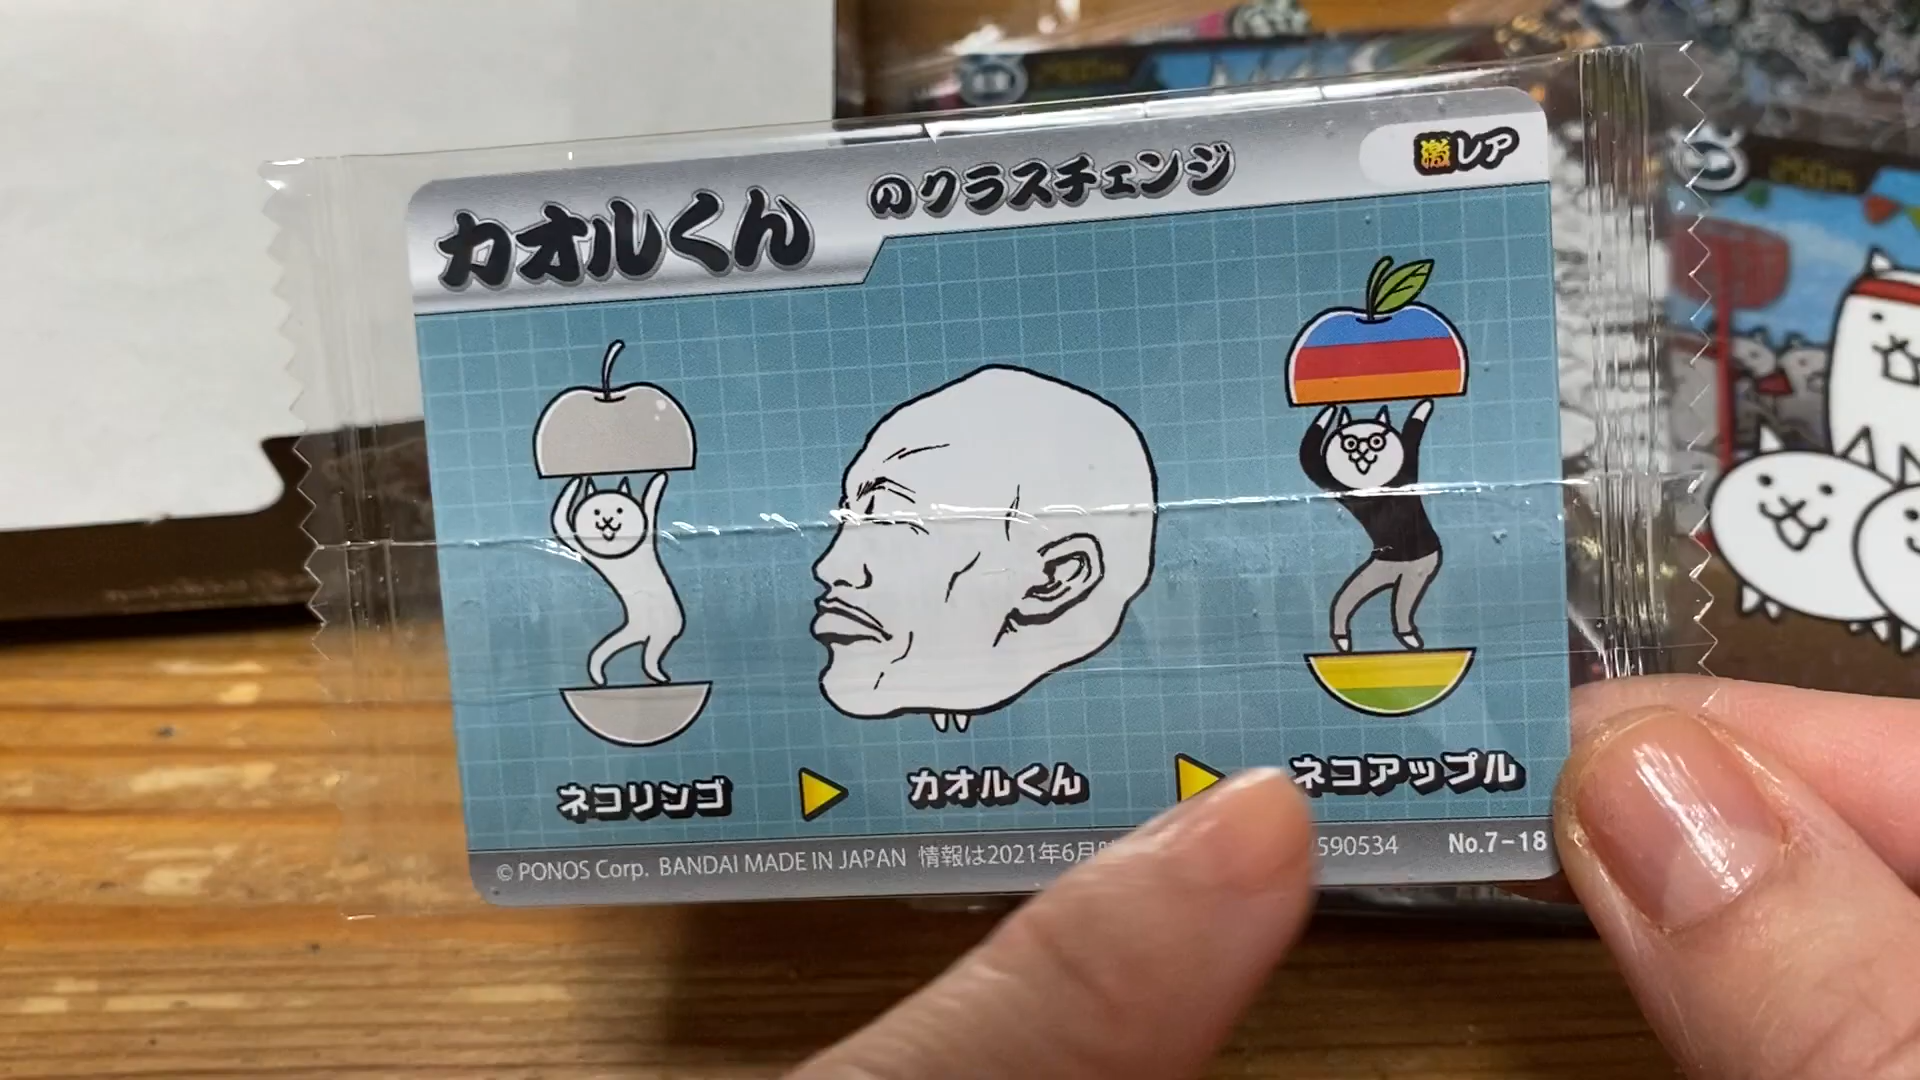 カオルくん のクラスチェンジ
激レア
ネコリンゴ
カオルくん
ネコアップル
© PONOS Corp. BANDAI MADE IN JAPAN 情報は2021年6月 590534 No.7-18